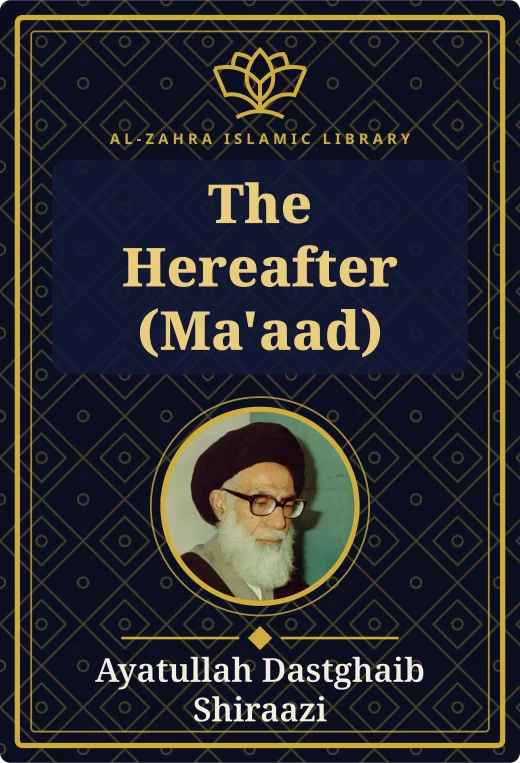 AL-ZAHRA ISLAMIC LIBRARY
The
Hereafter
(Ma'aad)
Ayatullah Dastghaib
Shiraazi